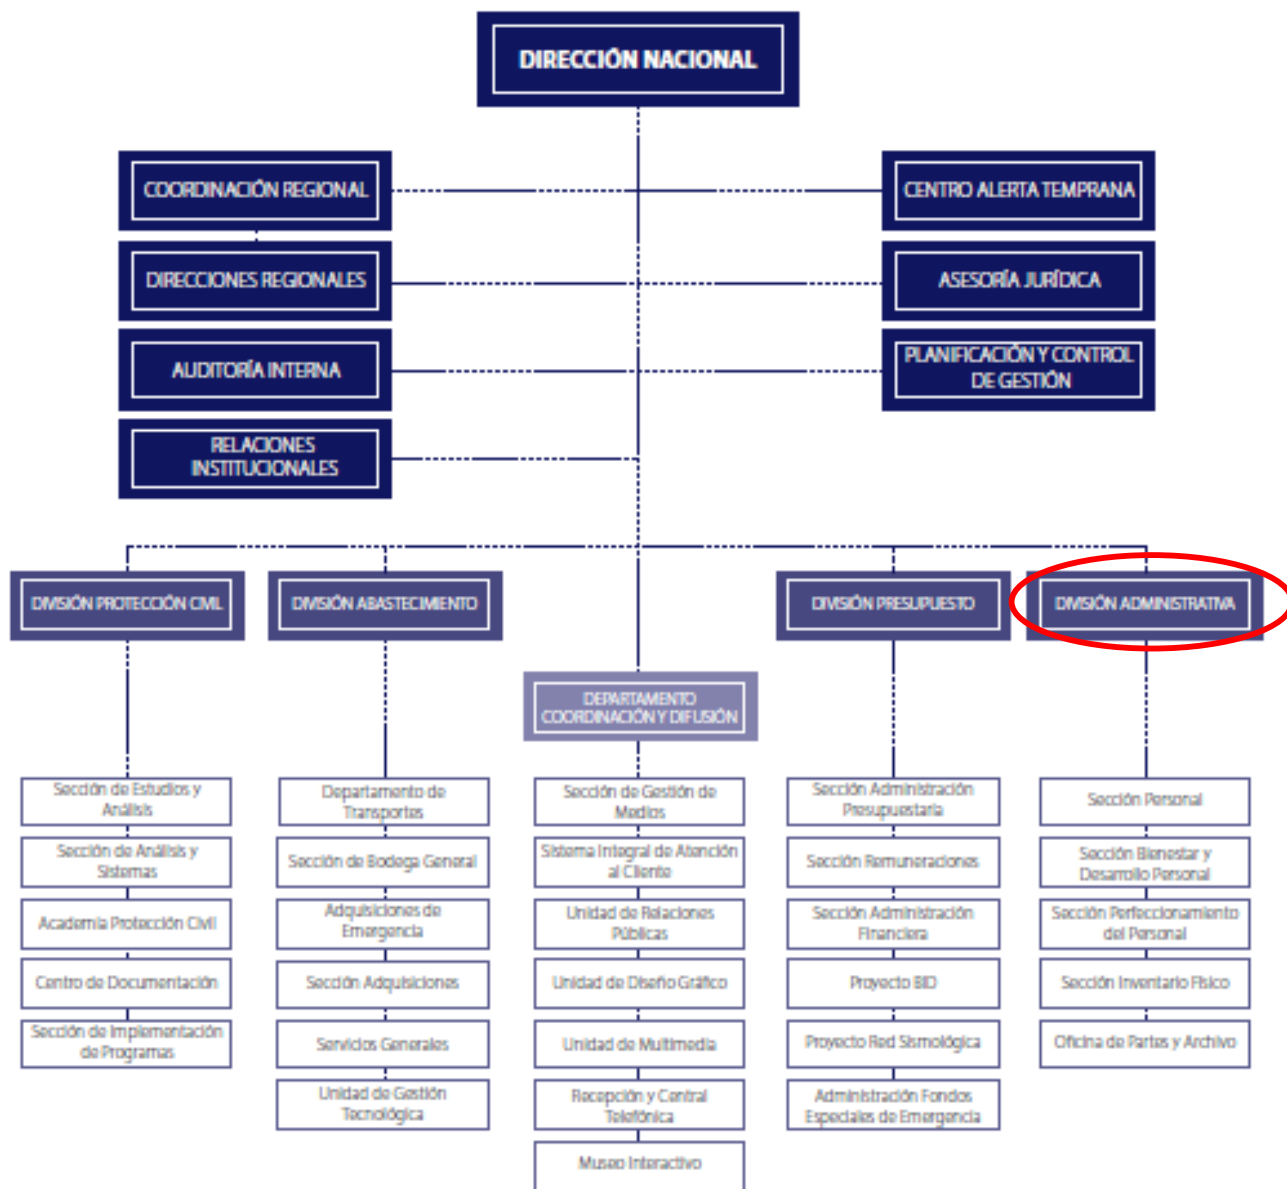 DIRECCIÓN NACIONAL
COORDINACIÓN REGIONAL
CENTRO ALERTA TEMPRANA
DIRECCIONES REGIONALES
ASESORÍA JURÍDICA
AUDITORÍA INTERNA
PLANIFICACIÓN Y CONTROL
DE GESTIÓN
RELACIONES
INSTITUCIONALES
DIVISIÓN PROTECCIÓN CIVIL
DIVISIÓN ABASTECIMIENTO
DIVISIÓN PRESUPUESTO
DIVISIÓN ADMINISTRATIVA
DEPARTAMENTO
COORDINACIÓN Y DIFUSIÓN
Sección de Estudios y
Análisis
Sección de Análisis y
Sistemas
Academia Protección Civil
Centro de Documentación
Sección de Implementación
de Programas
Departamento de
Transportes
Sección de Bodega General
Adquisiciones de
Emergencia
Sección Adquisiciones
Servicios Generales
Unidad de Gestión
Tecnológica
Sección de Gestión de
Medios
Sistema Integral de Atención
al Cliente
Unidad de Relaciones
Públicas
Unidad de Diseño Gráfico
Unidad de Multimedia
Recepción y Central
Telefónica
Museo Interactivo
Sección Administración
Presupuestaria
Sección Remuneraciones
Sección Administración
Financiera
Proyecto BID
Proyecto Red Sismológica
Administración Fondos
Especiales de Emergencia
Sección Personal
Sección Bienestar y
Desarrollo Personal
Sección Perfeccionamiento
del Personal
Sección Inventario Físico
Oficina de Partes y Archivo